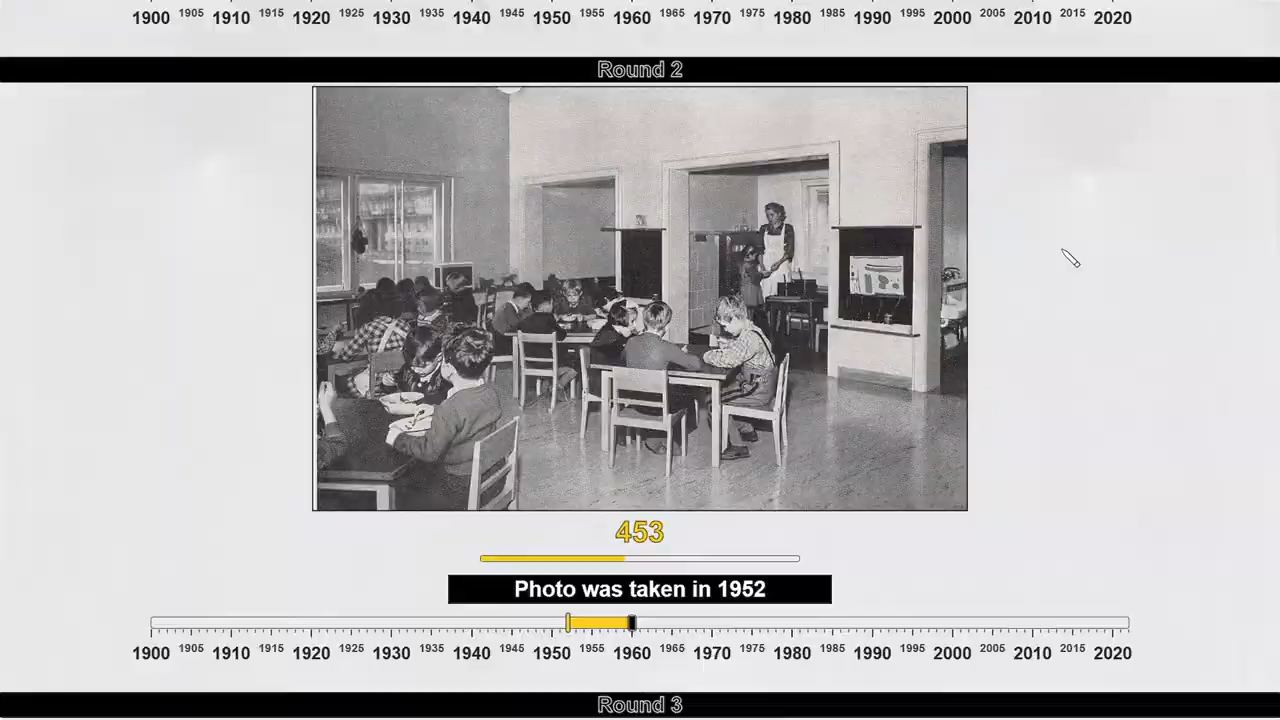 1900 1905 1910 1915 1920 1925 1930 1935 1940 1945 1950 1955 1960 1965 1970 1975 1980 1985 1990 1995 2000 2005 2010 2015 2020
Round 2
453
Photo was taken in 1952
1900 1905 1910 1915 1920 1925 1930 1935 1940 1945 1950 1955 1960 1965 1970 1975 1980 1985 1990 1995 2000 2005 2010 2015 2020
Round 3